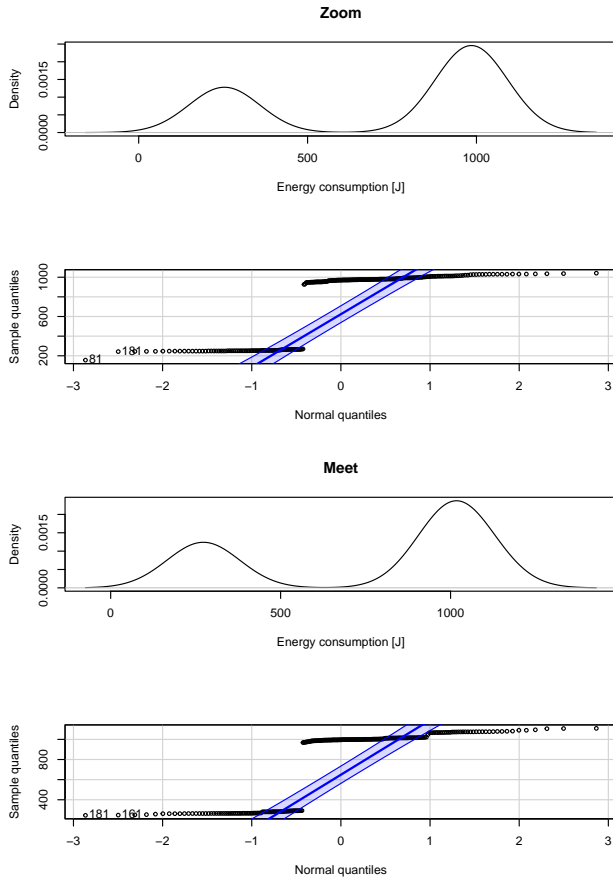 Zoom
Density
0.0000 0.0015
0 500 1000
Energy consumption [J]
Sample quantiles
200 600 1000
81 181
−3 −2 −1 0 1 2 3
Normal quantiles
Meet
Density
0.0000 0.0015
0 500 1000
Energy consumption [J]
Sample quantiles
400 800
181 161
−3 −2 −1 0 1 2 3
Normal quantiles